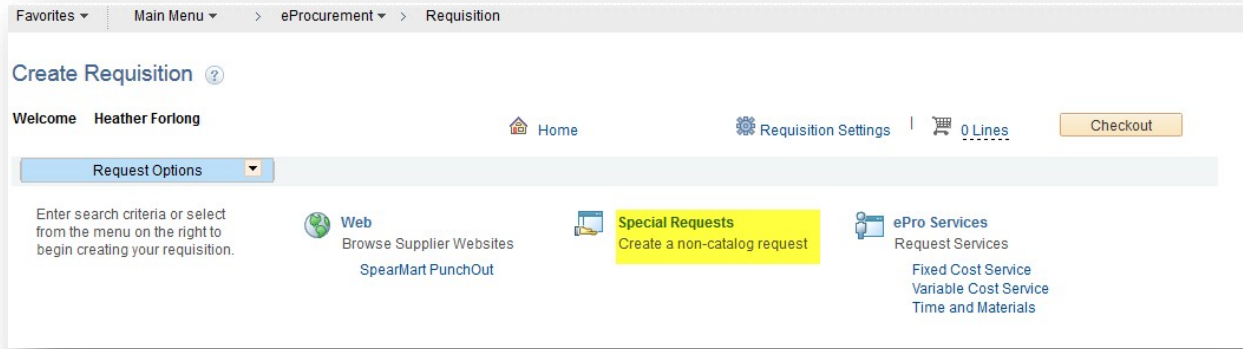 Favorites Main Menu > eProcurement > Requisition
Create Requisition ?
Welcome Heather Forlong Home Requisition Settings | 0 Lines Checkout
Request Options
Enter search criteria or select
from the menu on the right to
begin creating your requisition.
Web
Browse Supplier Websites
SpearMart PunchOut
Special Requests
Create a non-catalog request
ePro Services
Request Services
Fixed Cost Service
Variable Cost Service
Time and Materials